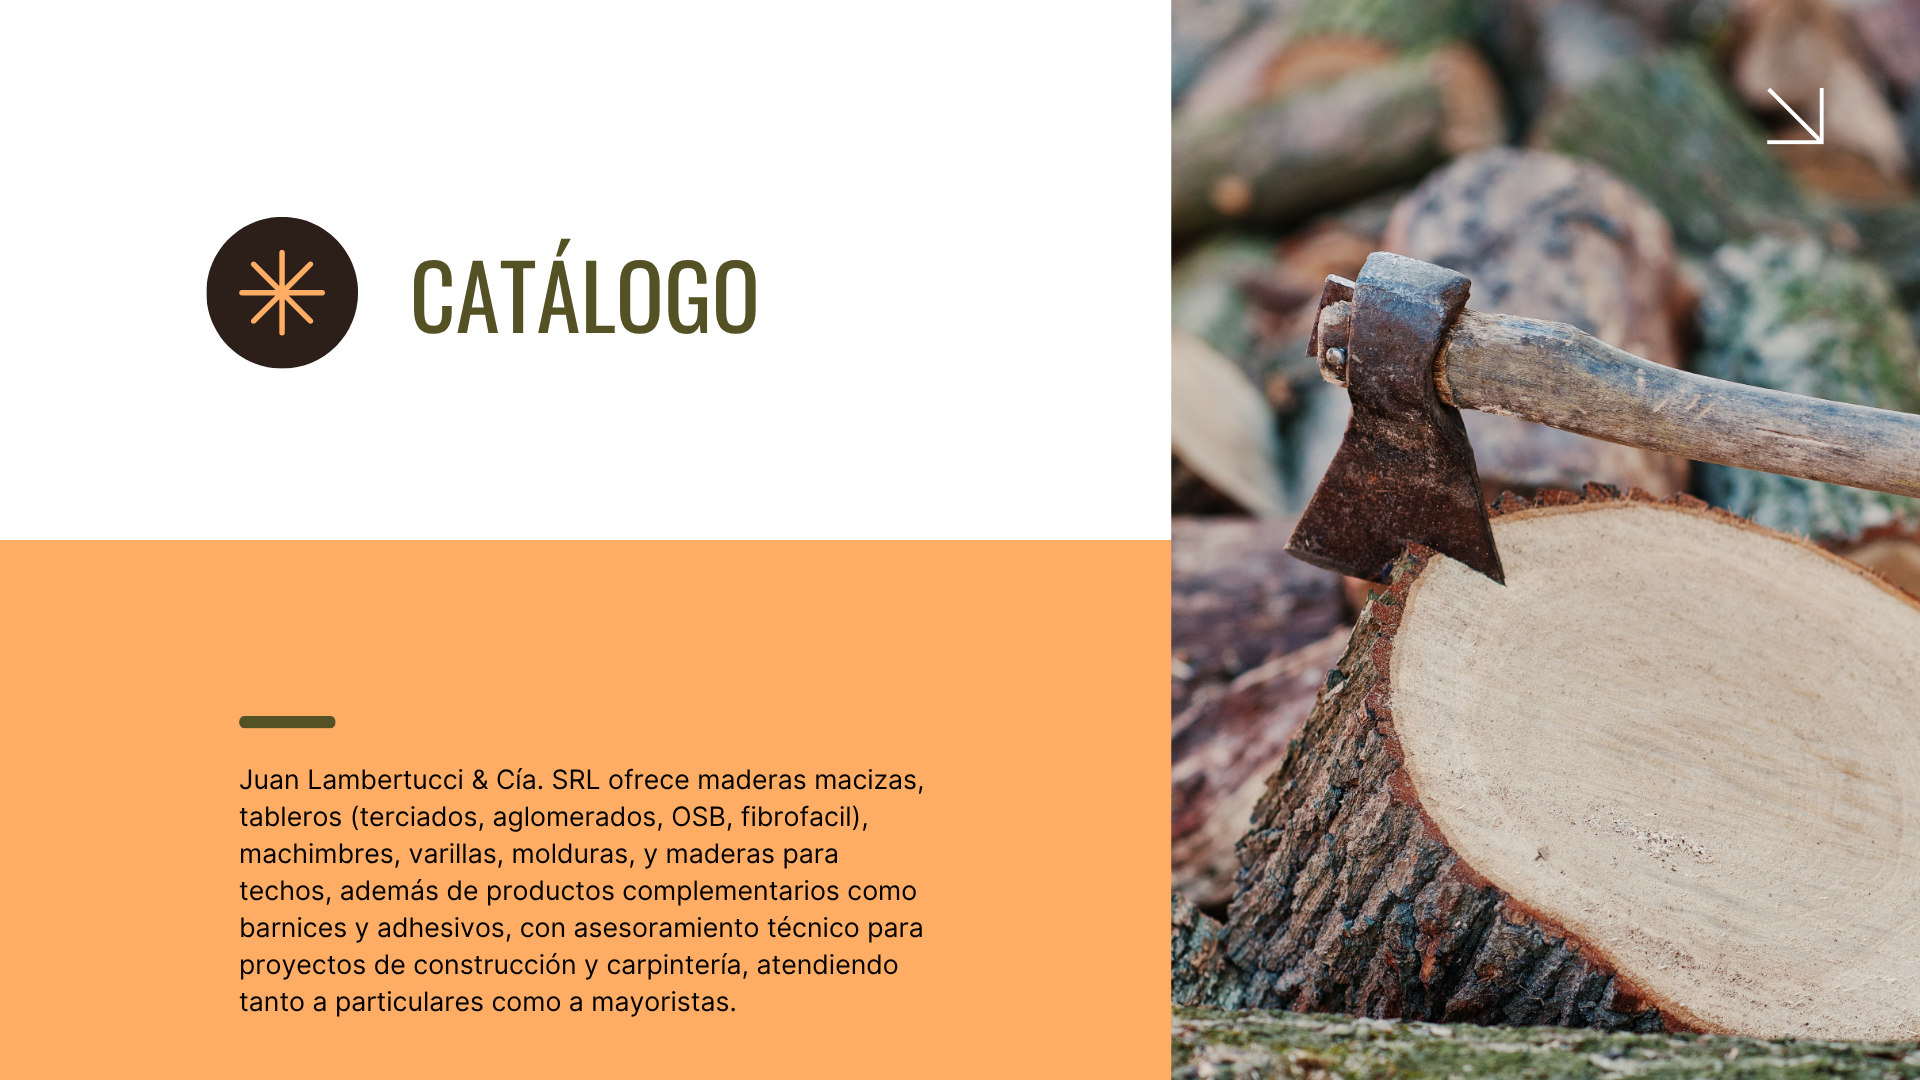 CATÁLOGO
Juan Lambertucci & Cía. SRL ofrece maderas macizas,
tableros (terciados, aglomerados, OSB, fibrofacil),
machimbres, varillas, molduras, y maderas para
techos, además de productos complementarios como
barnices y adhesivos, con asesoramiento técnico para
proyectos de construcción y carpintería, atendiendo
tanto a particulares como a mayoristas.